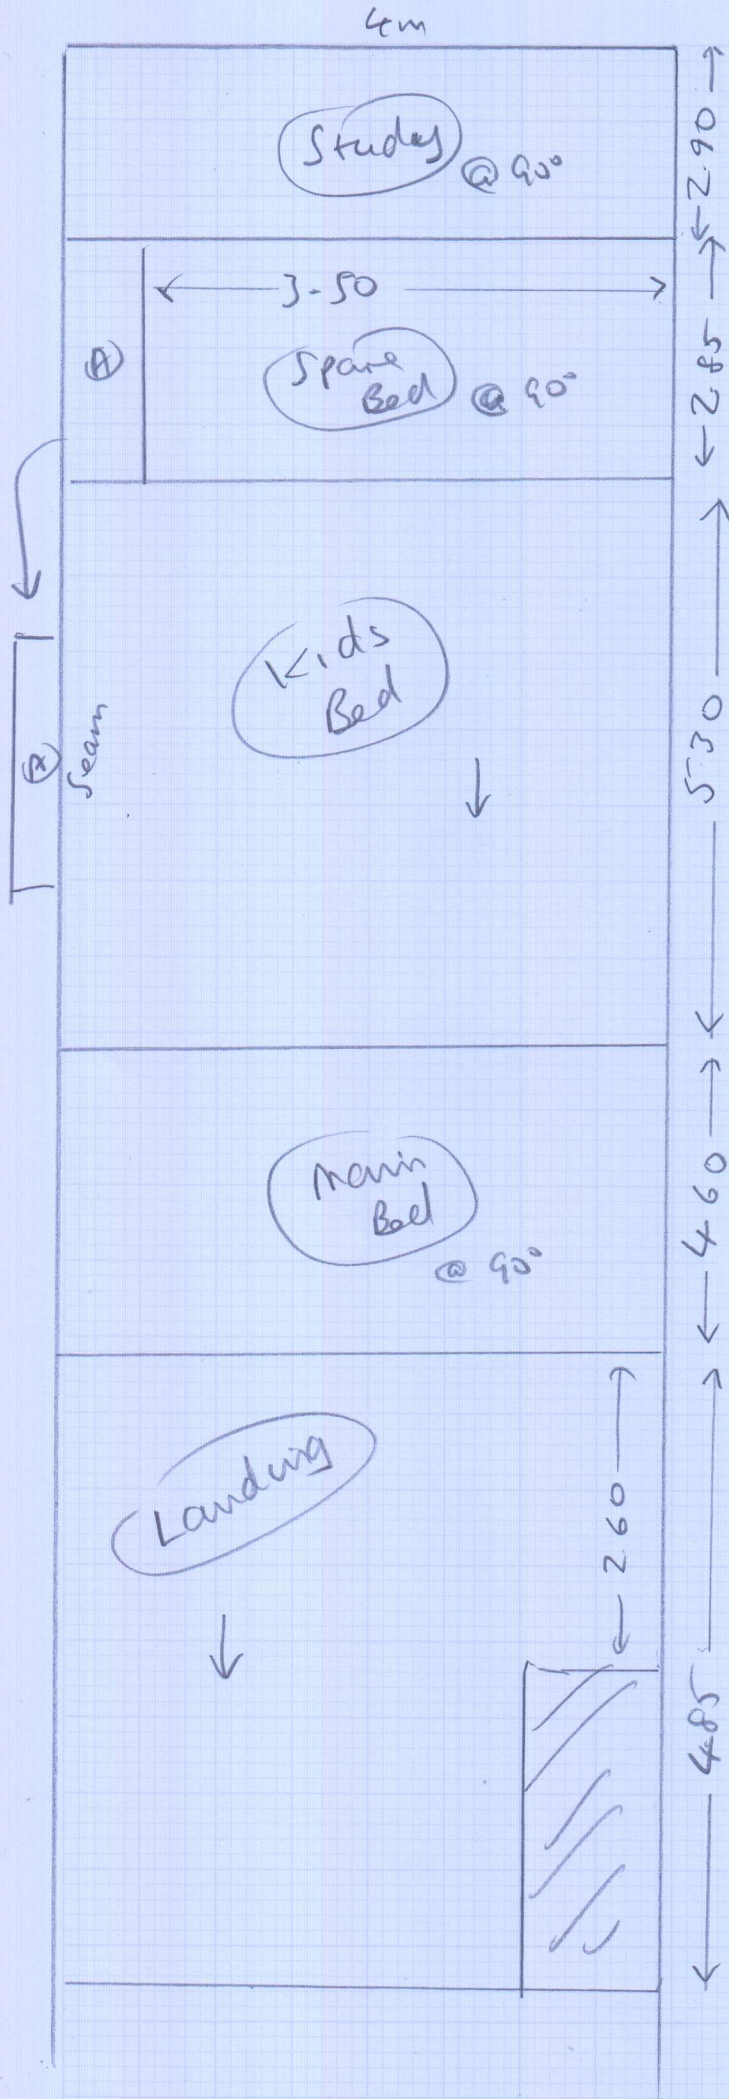 4m
Study
@ 90°
2.90
3.50
A
Spare
Bed
@ 90°
2.85
Kids
Bed
A
Seam
5.30
Main
Bed
@ 90°
4.60
Landing
2.60
4.85